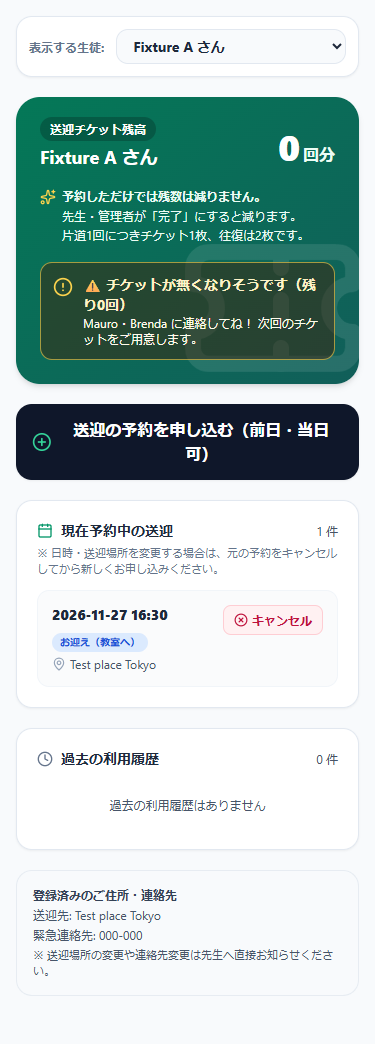 表示する生徒: Fixture A さん
送迎チケット残高
Fixture A さん
0 回分
予約しただけでは残数は減りません。
先生・管理者が「完了」にすると減ります。
片道1回につきチケット1枚、往復は2枚です。
⚠ チケットが無くなりそうです（残
り0回）
Mauro・Brenda に連絡してね！ 次回のチケ
ットをご用意します。
送迎の予約を申し込む（前日・当日
可）
現在予約中の送迎 1 件
※ 日時・送迎場所を変更する場合は、元の予約をキャンセル
してから新しくお申し込みください。
2026-11-27 16:30
キャンセル
お迎え（教室へ）
Test place Tokyo
過去の利用履歴 0 件
過去の利用履歴はありません
登録済みのご住所・連絡先
送迎先: Test place Tokyo
緊急連絡先: 000-000
※ 送迎場所の変更や連絡先変更は先生へ直接お知らせくださ
い。